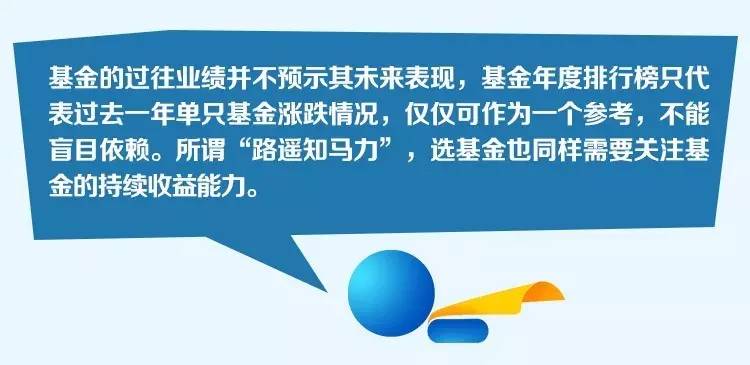 基金的过往业绩并不预示其未来表现，基金年度排行榜只代
表过去一年单只基金涨跌情况，仅仅可作为一个参考，不能
盲目依赖。所谓“路遥知马力”，选基金也同样需要关注基
金的持续收益能力。